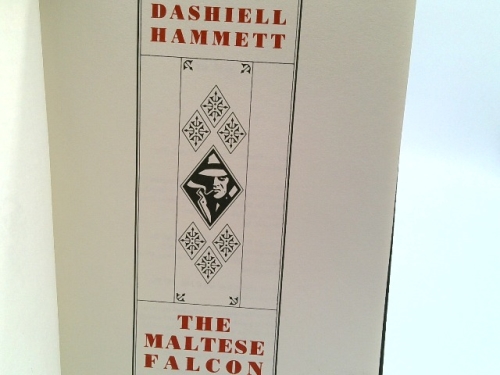 DASHIELL
HAMMETT
THE
MALTESE
FALCON